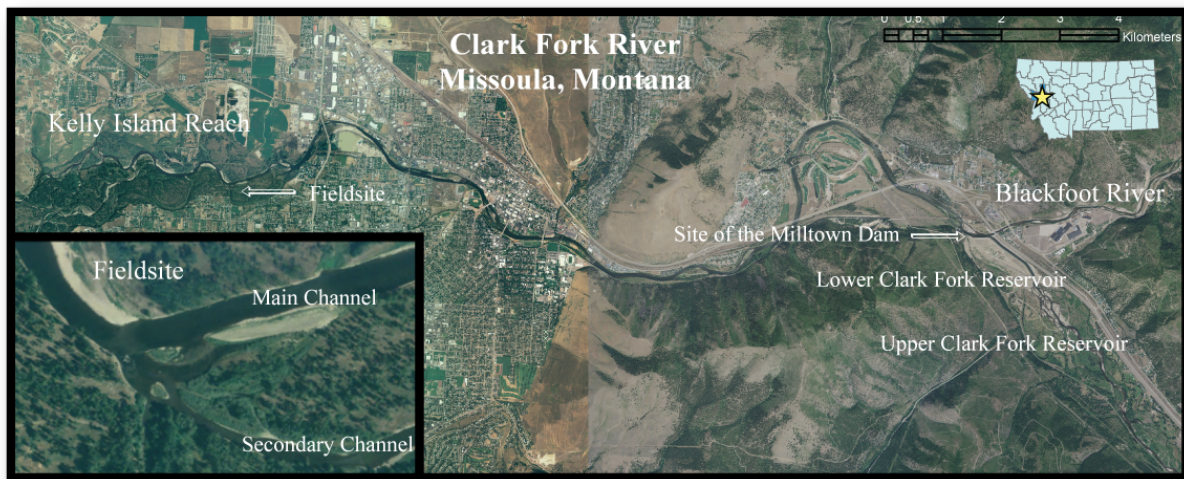 Clark Fork River
Missoula, Montana
0 0.5 1 2 3 4
Kilometers
Kelly Island Reach
Fieldsite
Blackfoot River
Site of the Milltown Dam
Lower Clark Fork Reservoir
Upper Clark Fork Reservoir
Fieldsite
Main Channel
Secondary Channel